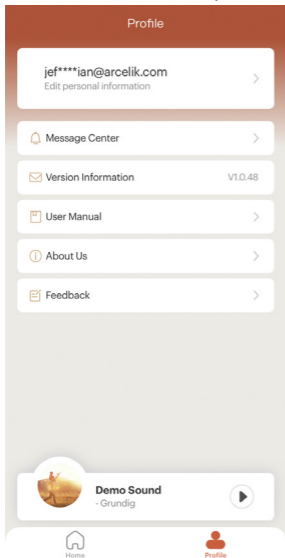 Profile
jef****ian@arcelik.com
Edit personal information
Message Center
Version Information V1.0.48
User Manual
About Us
Feedback
Demo Sound
- Grundig
Home Profile